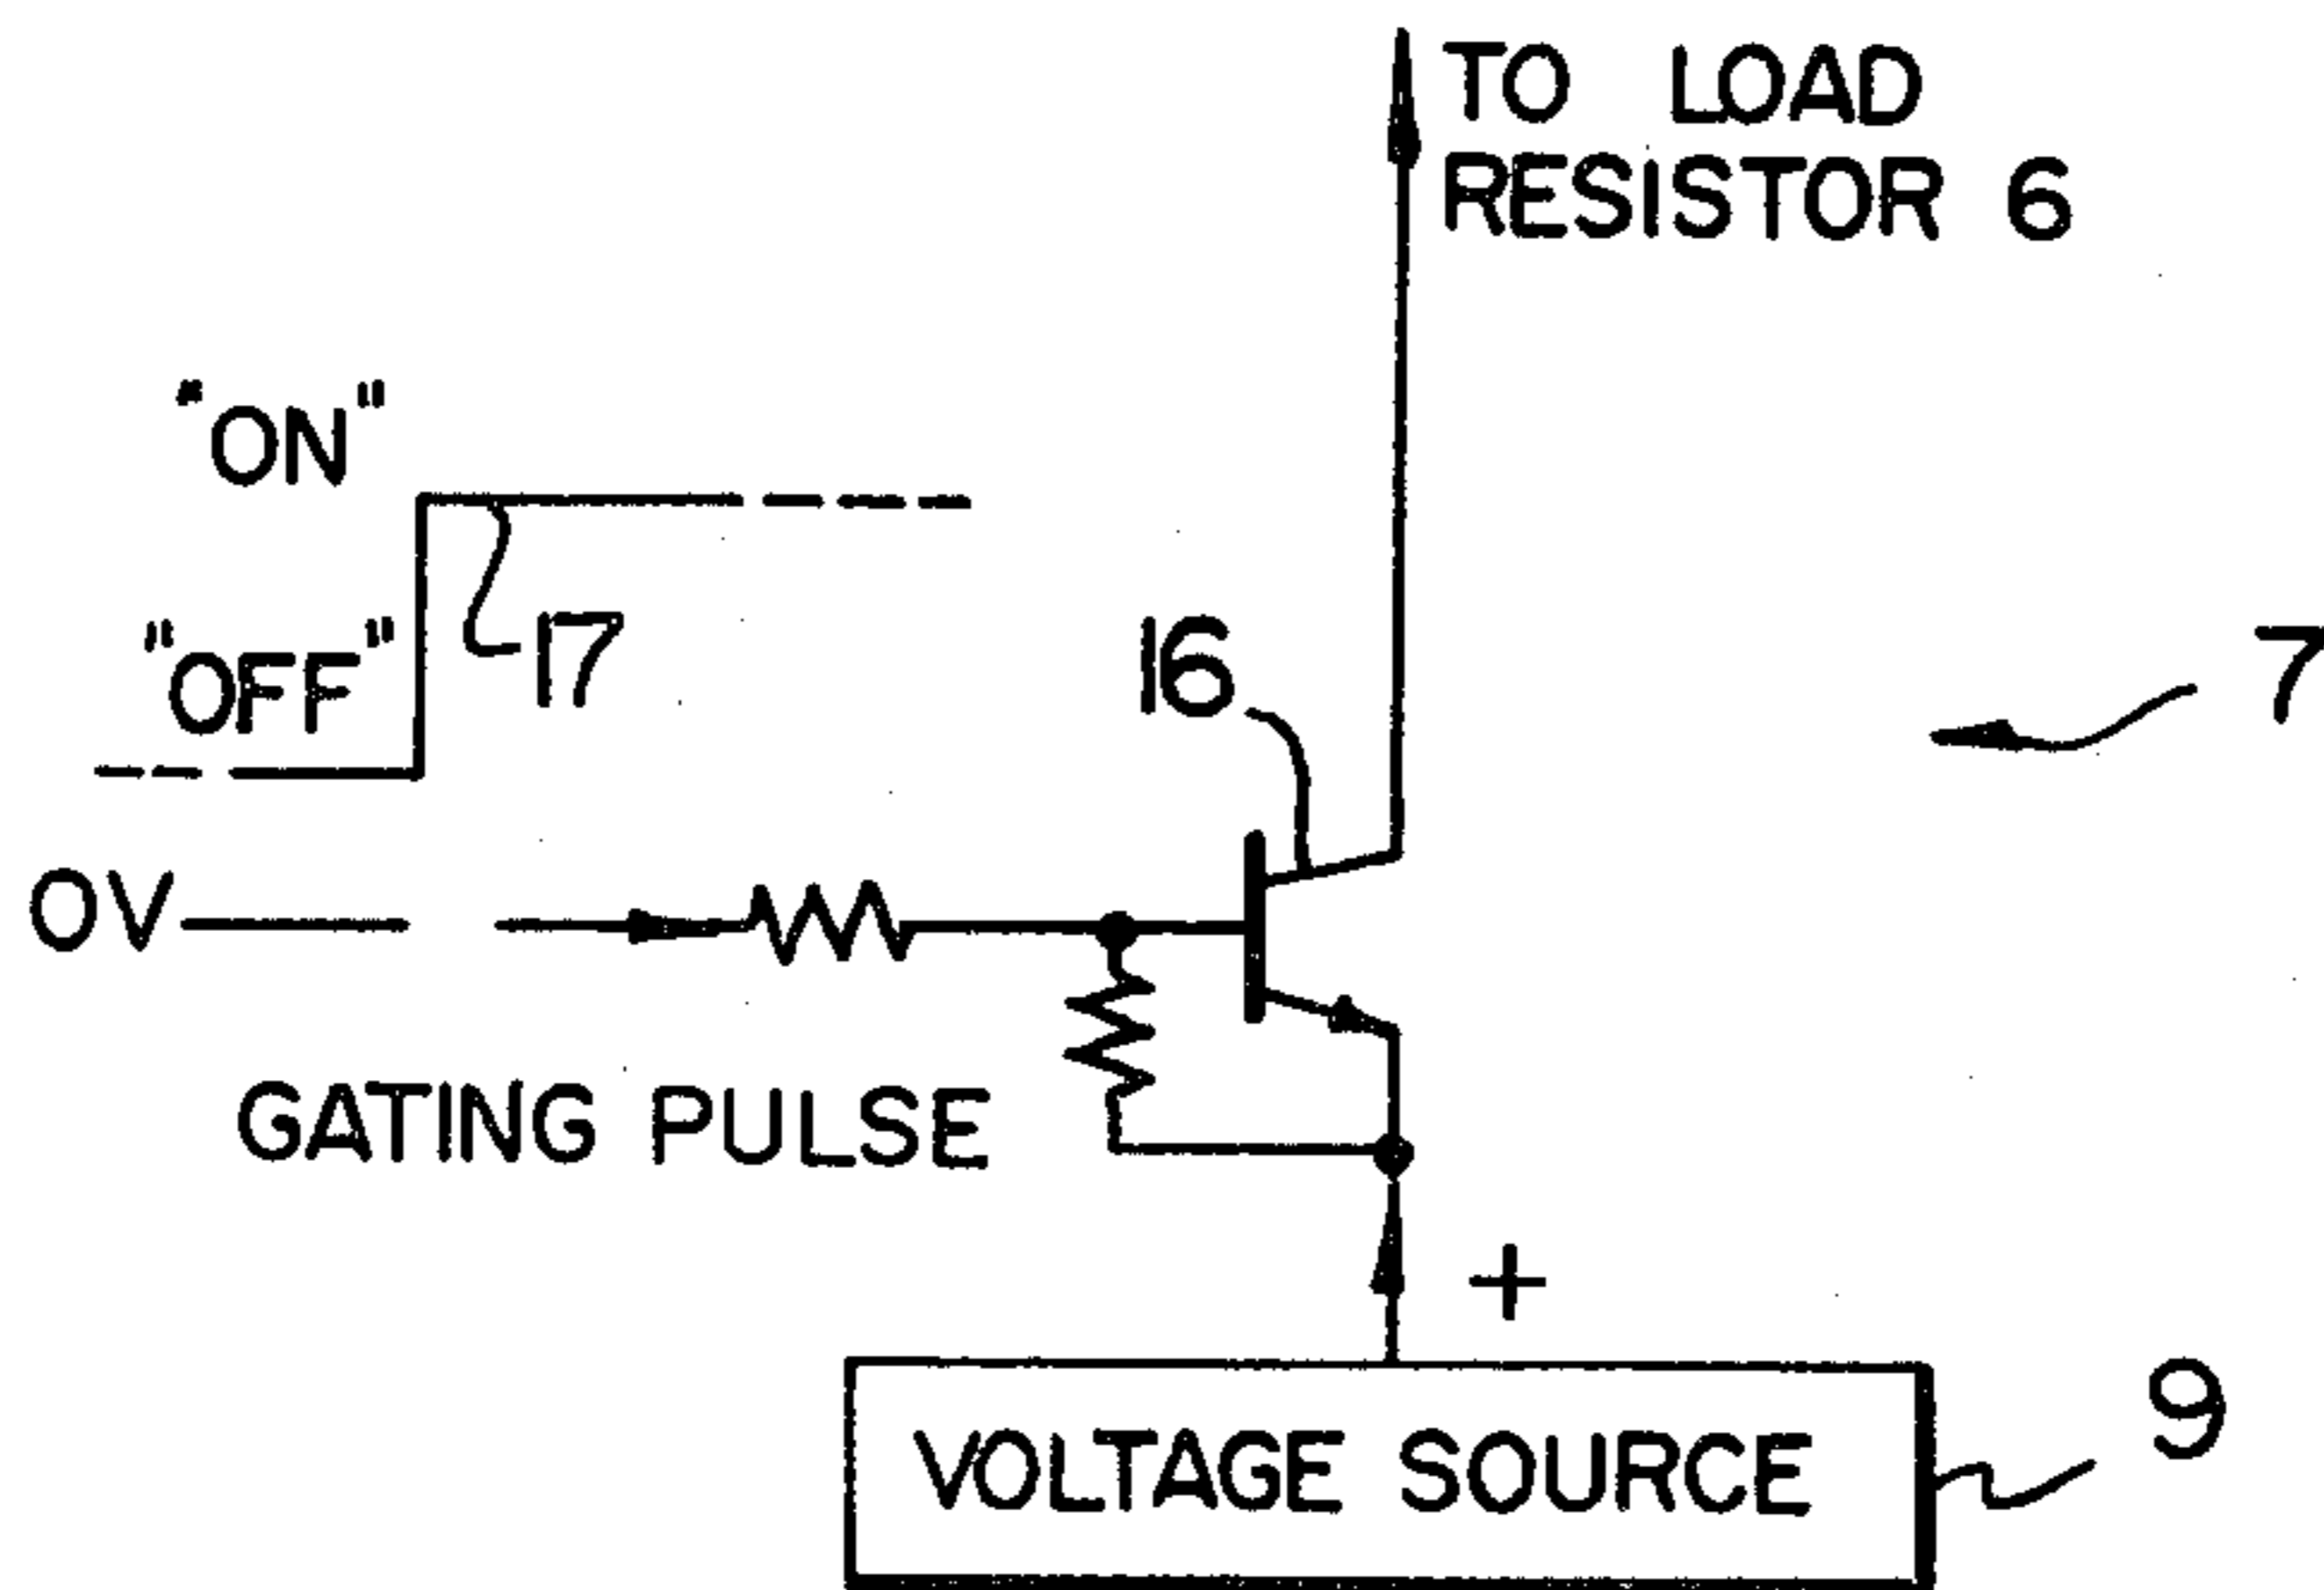 TO LOAD
RESISTOR 6
"ON"
"OFF"
17
16
7
0V
GATING PULSE
+
VOLTAGE SOURCE
9